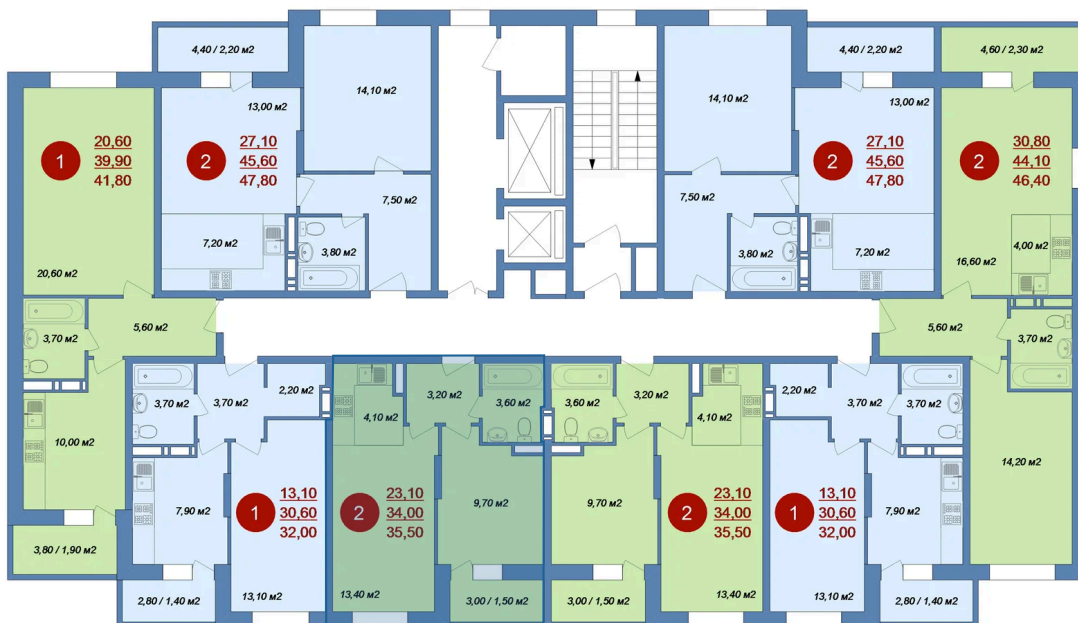 4,40 / 2,20 м2
14,10 м2
13,00 м2
1
20,60
39,90
41,80
2
27,10
45,60
47,80
7,50 м2
7,20 м2
3,80 м2
20,60 м2
14,10 м2
4,40 / 2,20 м2
13,00 м2
4,60 / 2,30 м2
2
27,10
45,60
47,80
2
30,80
44,10
46,40
7,50 м2
3,80 м2
7,20 м2
4,00 м2
16,60 м2
3,70 м2
5,60 м2
5,60 м2
3,70 м2
3,70 м2
3,70 м2
2,20 м2
10,00 м2
7,90 м2
1
13,10
30,60
32,00
3,80 / 1,90 м2
2,80 / 1,40 м2
13,10 м2
4,10 м2
3,20 м2
3,60 м2
2
23,10
34,00
35,50
9,70 м2
13,40 м2
3,00 / 1,50 м2
3,60 м2
3,20 м2
4,10 м2
9,70 м2
2
23,10
34,00
35,50
3,00 / 1,50 м2
13,40 м2
2,20 м2
3,70 м2
3,70 м2
1
13,10
30,60
32,00
7,90 м2
14,20 м2
13,10 м2
2,80 / 1,40 м2